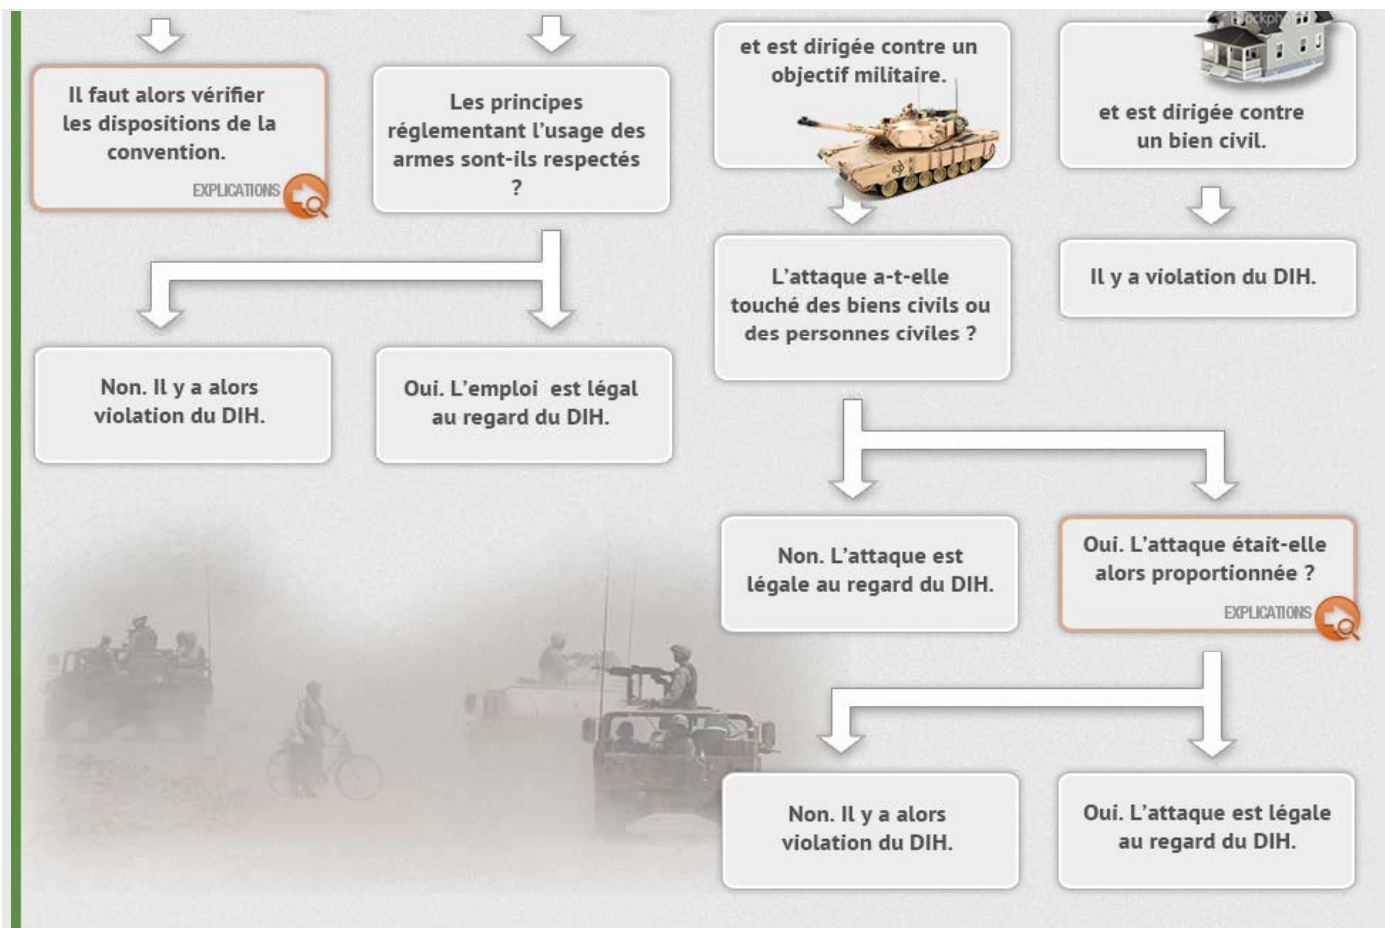 Il faut alors vérifier
les dispositions de la
convention.
EXPLICATIONS
Les principes
réglementant l'usage des
armes sont-ils respectés
?
et est dirigée contre un
objectif militaire.
et est dirigée contre
un bien civil.
L'attaque a-t-elle
touché des biens civils ou
des personnes civiles ?
Il y a violation du DIH.
Non. Il y a alors
violation du DIH.
Oui. L'emploi est légal
au regard du DIH.
Non. L'attaque est
légale au regard du DIH.
Oui. L'attaque était-elle
alors proportionnée ?
EXPLICATIONS
Non. Il y a alors
violation du DIH.
Oui. L'attaque est légale
au regard du DIH.